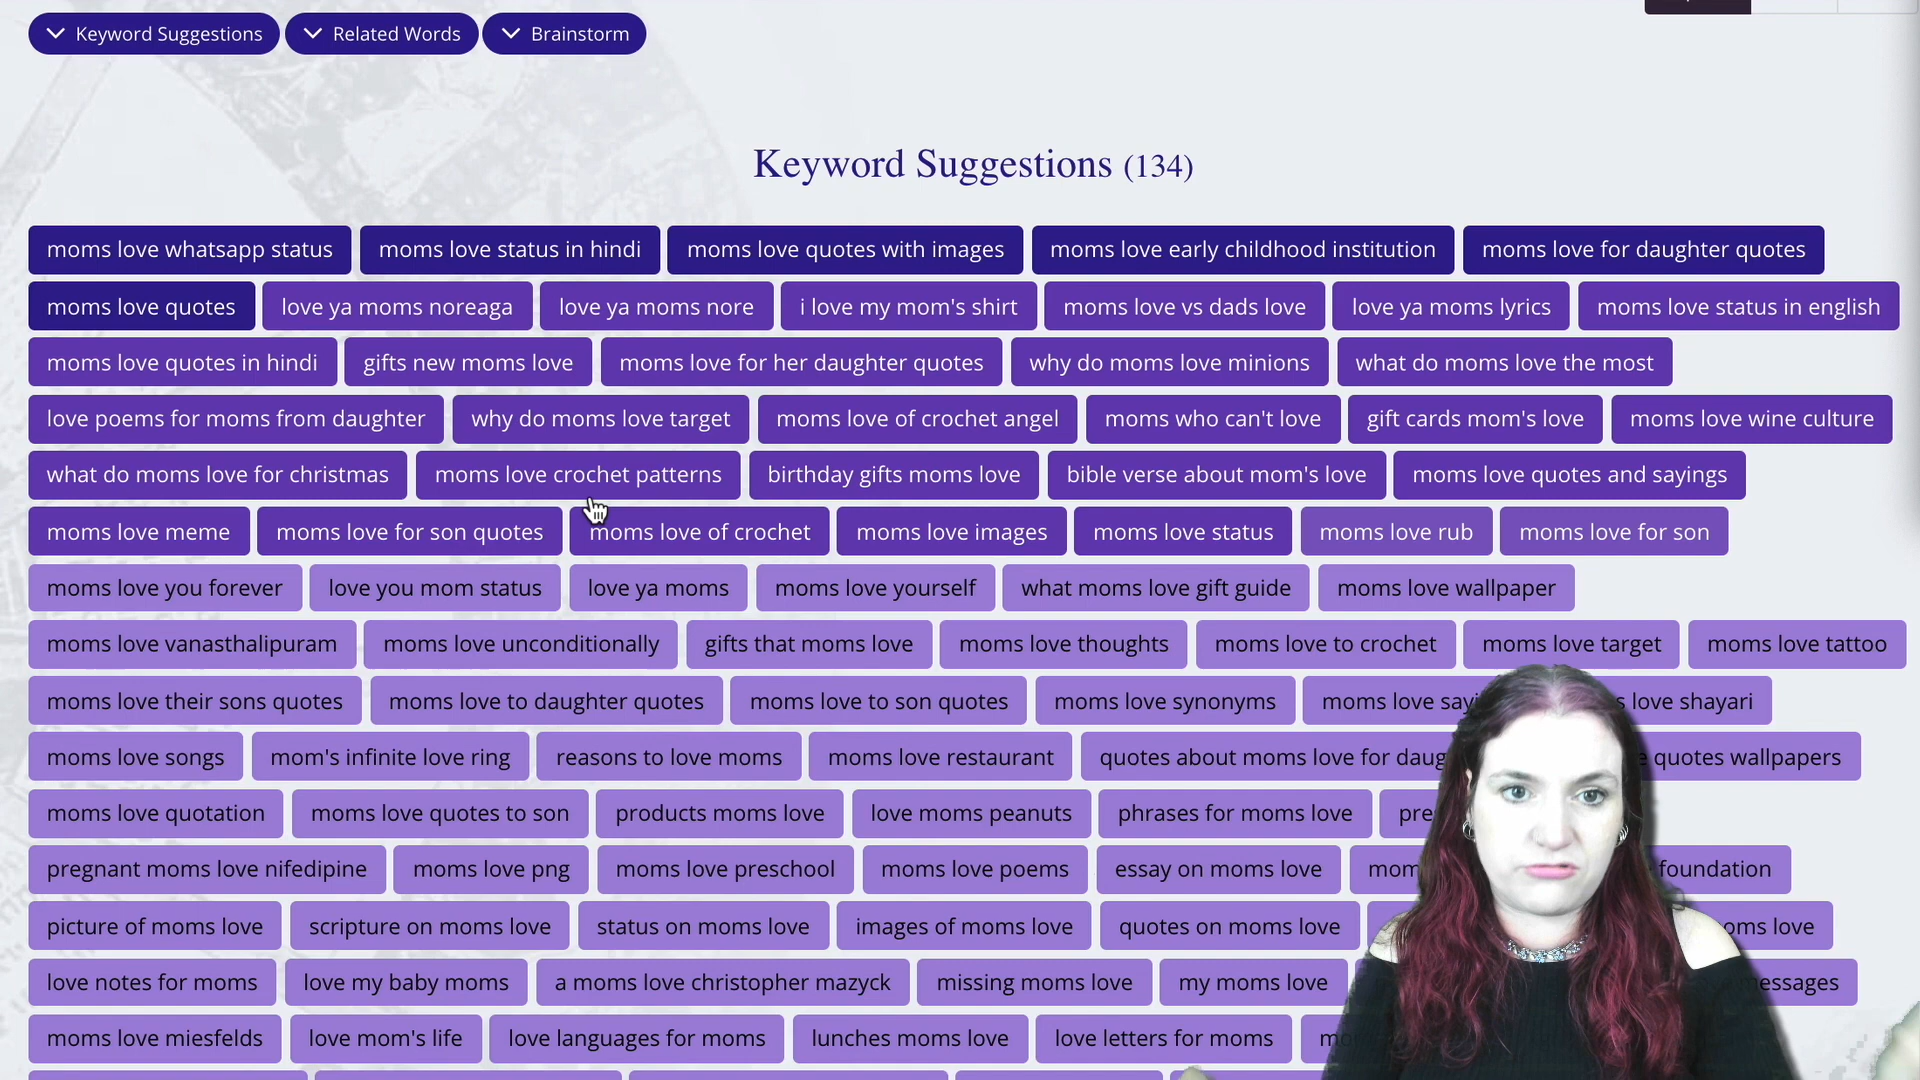 Keyword Suggestions Related Words Brainstorm
Keyword Suggestions (134)
moms love whatsapp status moms love status in hindi moms love quotes with images moms love early childhood institution moms love for daughter quotes
moms love quotes love ya moms noreaga love ya moms nore i love my mom's shirt moms love vs dads love love ya moms lyrics moms love status in english
moms love quotes in hindi gifts new moms love moms love for her daughter quotes why do moms love minions what do moms love the most
love poems for moms from daughter why do moms love target moms love of crochet angel moms who can't love gift cards mom's love moms love wine culture
what do moms love for christmas moms love crochet patterns birthday gifts moms love bible verse about mom's love moms love quotes and sayings
moms love meme moms love for son quotes moms love of crochet moms love images moms love status moms love rub moms love for son
moms love you forever love you mom status love ya moms moms love yourself what moms love gift guide moms love wallpaper
moms love vanasthalipuram moms love unconditionally gifts that moms love moms love thoughts moms love to crochet moms love target moms love tattoo
moms love their sons quotes moms love to daughter quotes moms love to son quotes moms love synonyms moms love love shayari
moms love songs mom's infinite love ring reasons to love moms moms love restaurant quotes about moms love for quotes wallpapers
moms love quotation moms love quotes to son products moms love love moms peanuts phrases for moms love
pregnant moms love nifedipine moms love png moms love preschool moms love poems essay on moms love foundation
picture of moms love scripture on moms love status on moms love images of moms love quotes on moms love love
love notes for moms love my baby moms a moms love christopher mazyck missing moms love my moms love
moms love miesfelds love mom's life love languages for moms lunches moms love love letters for moms